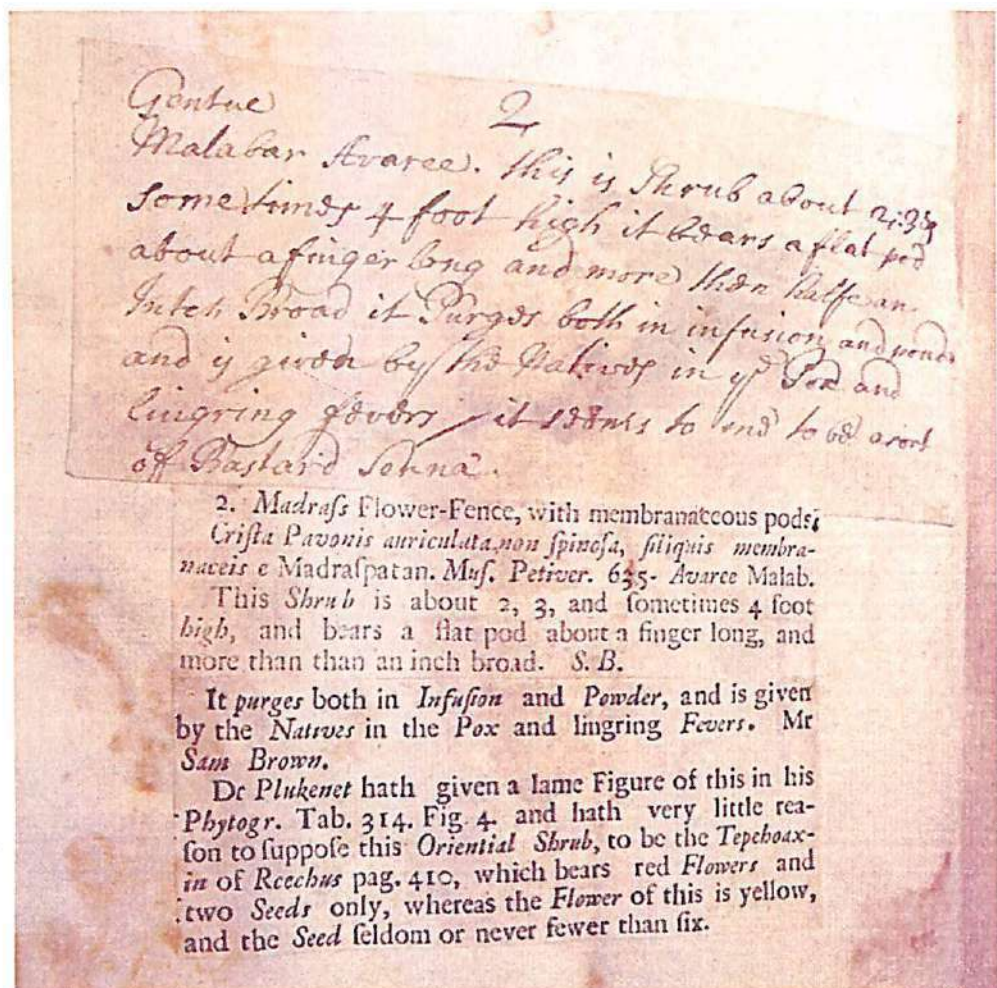 Gentue 2
Malabar Avaree. this is Shrub about 2, 3 &
sometimes 4 foot high it bears a flat pod
about a finger long and more then halfe an
Intch Broad it Purges both in infusion and
and is given by the Natives in ye Pox and
lingring fevers / it seems to me to be a sort
off Bastard Senna.
2. Madraſs Flower-Fence, with membranaceous pods.
Criſta Pavonis auriculata non ſpinoſa, ſiliquis membra-
naceis e Madraſpatan. Muſ. Petiver. 635. Avaree Malab.
This Shrub is about 2, 3, and ſometimes 4 foot
high, and bears a flat pod about a finger long, and
more than than an inch broad. S. B.
It purges both in Infuſion and Powder, and is given
by the Natives in the Pox and lingring Fevers. Mr
Sam Brown.
Dr Plukenet hath given a lame Figure of this in his
Phytogr. Tab. 314. Fig. 4. and hath very little rea-
ſon to ſuppoſe this Oriential Shrub, to be the Tepehoax-
in of Reechus pag. 410, which bears red Flowers and
two Seeds only, whereas the Flower of this is yellow,
and the Seed ſeldom or never fewer than ſix.